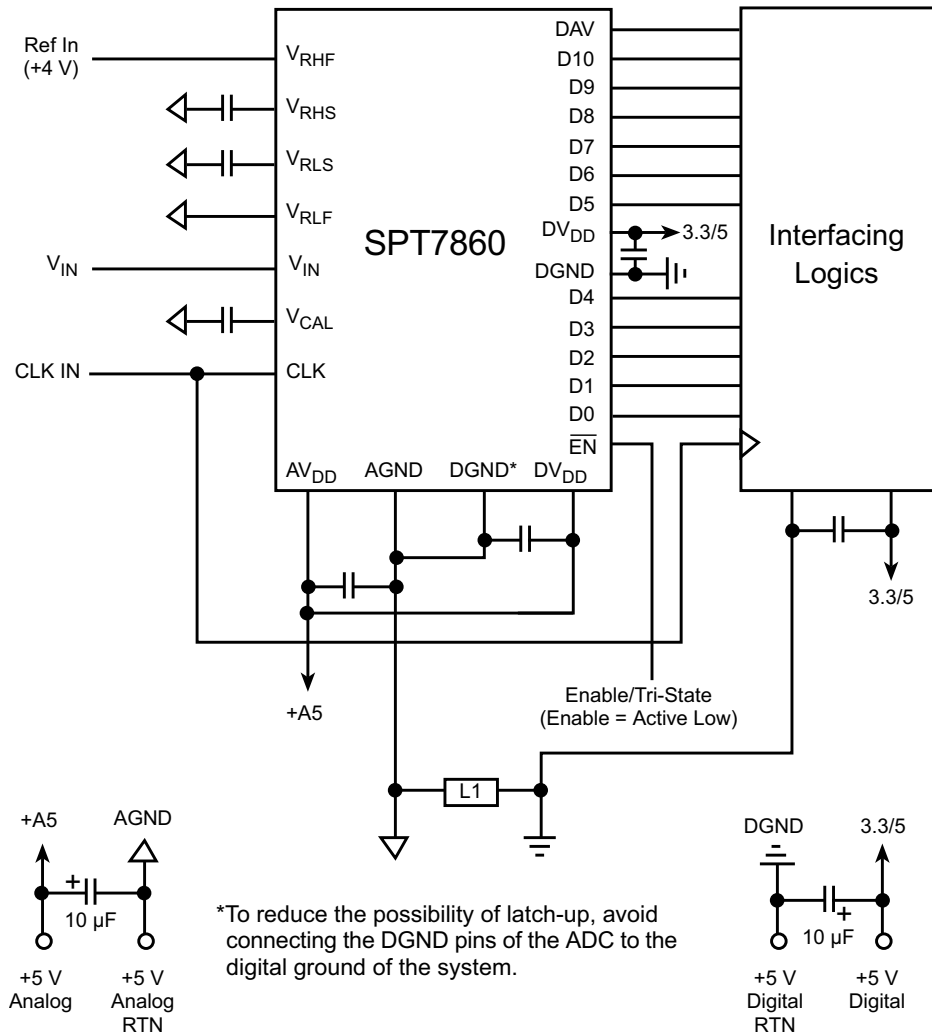 Ref In
(+4 V)
VRHF
VRHS
VRLS
VRLF
VIN
VIN
VCAL
CLK IN
CLK
SPT7860
DAV
D10
D9
D8
D7
D6
D5
DVDD
3.3/5
DGND
D4
D3
D2
D1
D0
EN
AVDD
AGND
DGND*
DVDD
Interfacing
Logics
3.3/5
+A5
Enable/Tri-State
(Enable = Active Low)
L1
+A5
AGND
+
10 µF
+5 V
Analog
+5 V
Analog
RTN
*To reduce the possibility of latch-up, avoid
connecting the DGND pins of the ADC to the
digital ground of the system.
DGND
3.3/5
+
10 µF
+5 V
Digital
RTN
+5 V
Digital